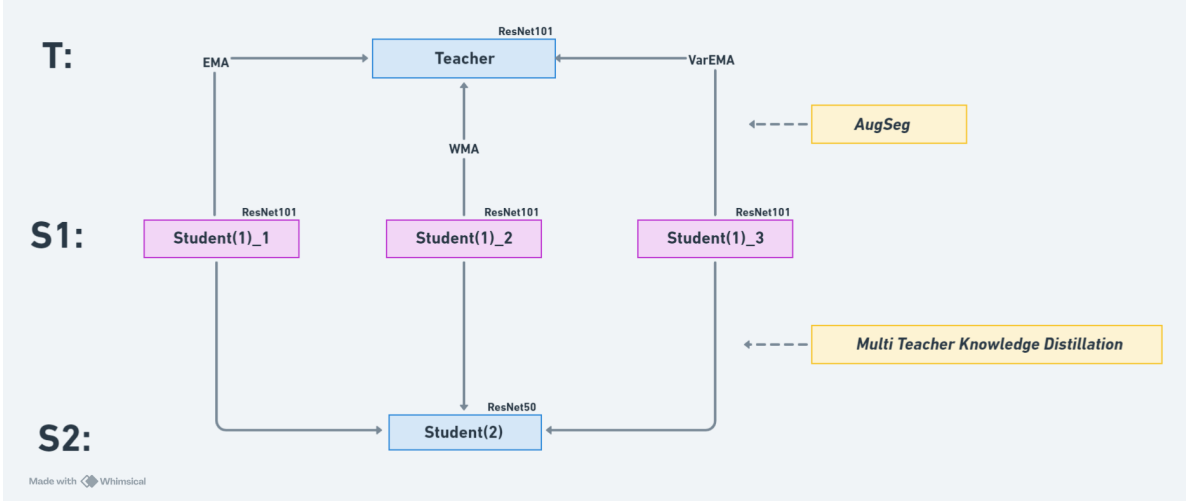 ResNet101
T:
Teacher
EMA
VarEMA
AugSeg
WMA
ResNet101
ResNet101
ResNet101
S1:
Student(1)_1
Student(1)_2
Student(1)_3
Multi Teacher Knowledge Distillation
ResNet50
S2:
Student(2)
Made with Whimsical